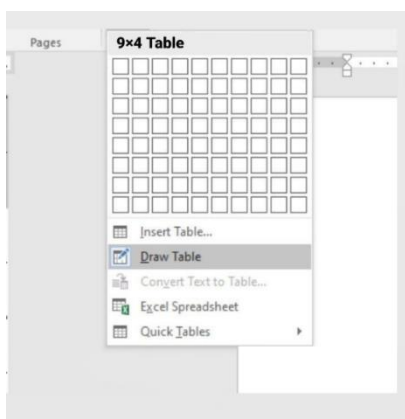 Pages
9×4 Table
Insert Table...
Draw Table
Convert Text to Table...
Excel Spreadsheet
Quick Tables